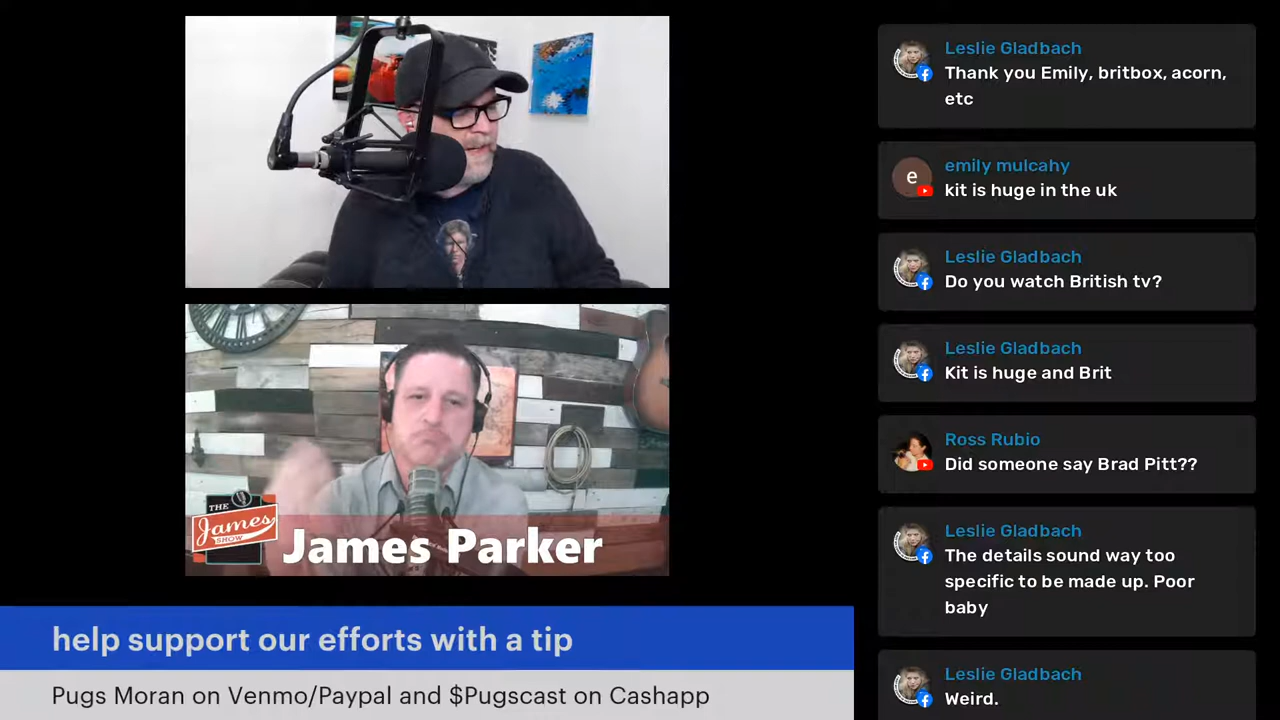 THE
James
SHOW
James Parker
help support our efforts with a tip
Pugs Moran on Venmo/Paypal and $Pugscast on Cashapp
Leslie Gladbach
Thank you Emily, britbox, acorn,
etc
e
emily mulcahy
kit is huge in the uk
Leslie Gladbach
Do you watch British tv?
Leslie Gladbach
Kit is huge and Brit
Ross Rubio
Did someone say Brad Pitt??
Leslie Gladbach
The details sound way too
specific to be made up. Poor
baby
Leslie Gladbach
Weird.